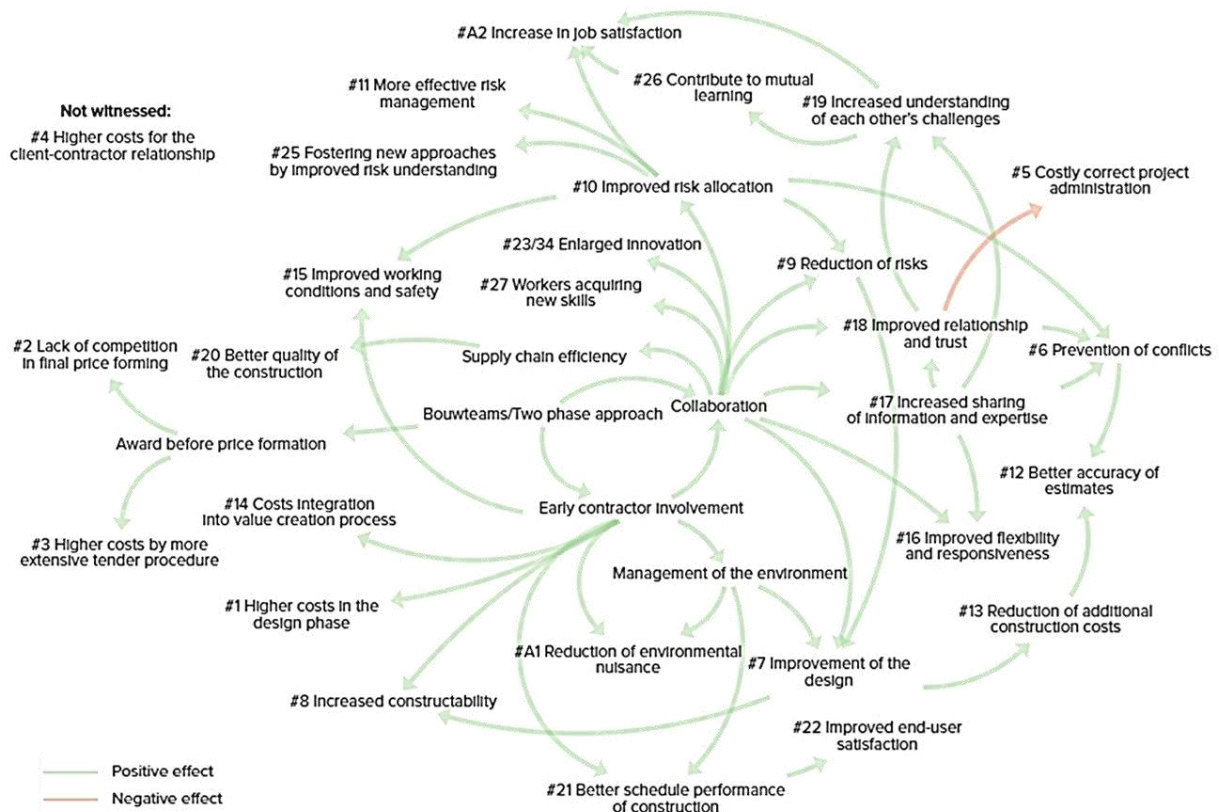 #A2 Increase in job satisfaction
#11 More effective risk
management
#26 Contribute to mutual
learning
#19 Increased understanding
of each other's challenges
Not witnessed:
#4 Higher costs for the
client-contractor relationship
#25 Fostering new approaches
by improved risk understanding
#10 Improved risk allocation
#5 Costly correct project
administration
#23/34 Enlarged innovation
#9 Reduction of risks
#15 Improved working
conditions and safety
#27 Workers acquiring
new skills
#18 Improved relationship
and trust
#6 Prevention of conflicts
#2 Lack of competition
in final price forming
#20 Better quality of
the construction
Supply chain efficiency
Bouwteams/Two phase approach
Collaboration
#17 Increased sharing
of information and expertise
Award before price formation
#12 Better accuracy of
estimates
#14 Costs integration
into value creation process
Early contractor involvement
#3 Higher costs by more
extensive tender procedure
#16 Improved flexibility
and responsiveness
Management of the environment
#1 Higher costs in the
design phase
#13 Reduction of additional
construction costs
#A1 Reduction of environmental
nuisance
#7 Improvement of the
design
#8 Increased constructability
#22 Improved end-user
satisfaction
#21 Better schedule performance
of construction
Positive effect
Negative effect